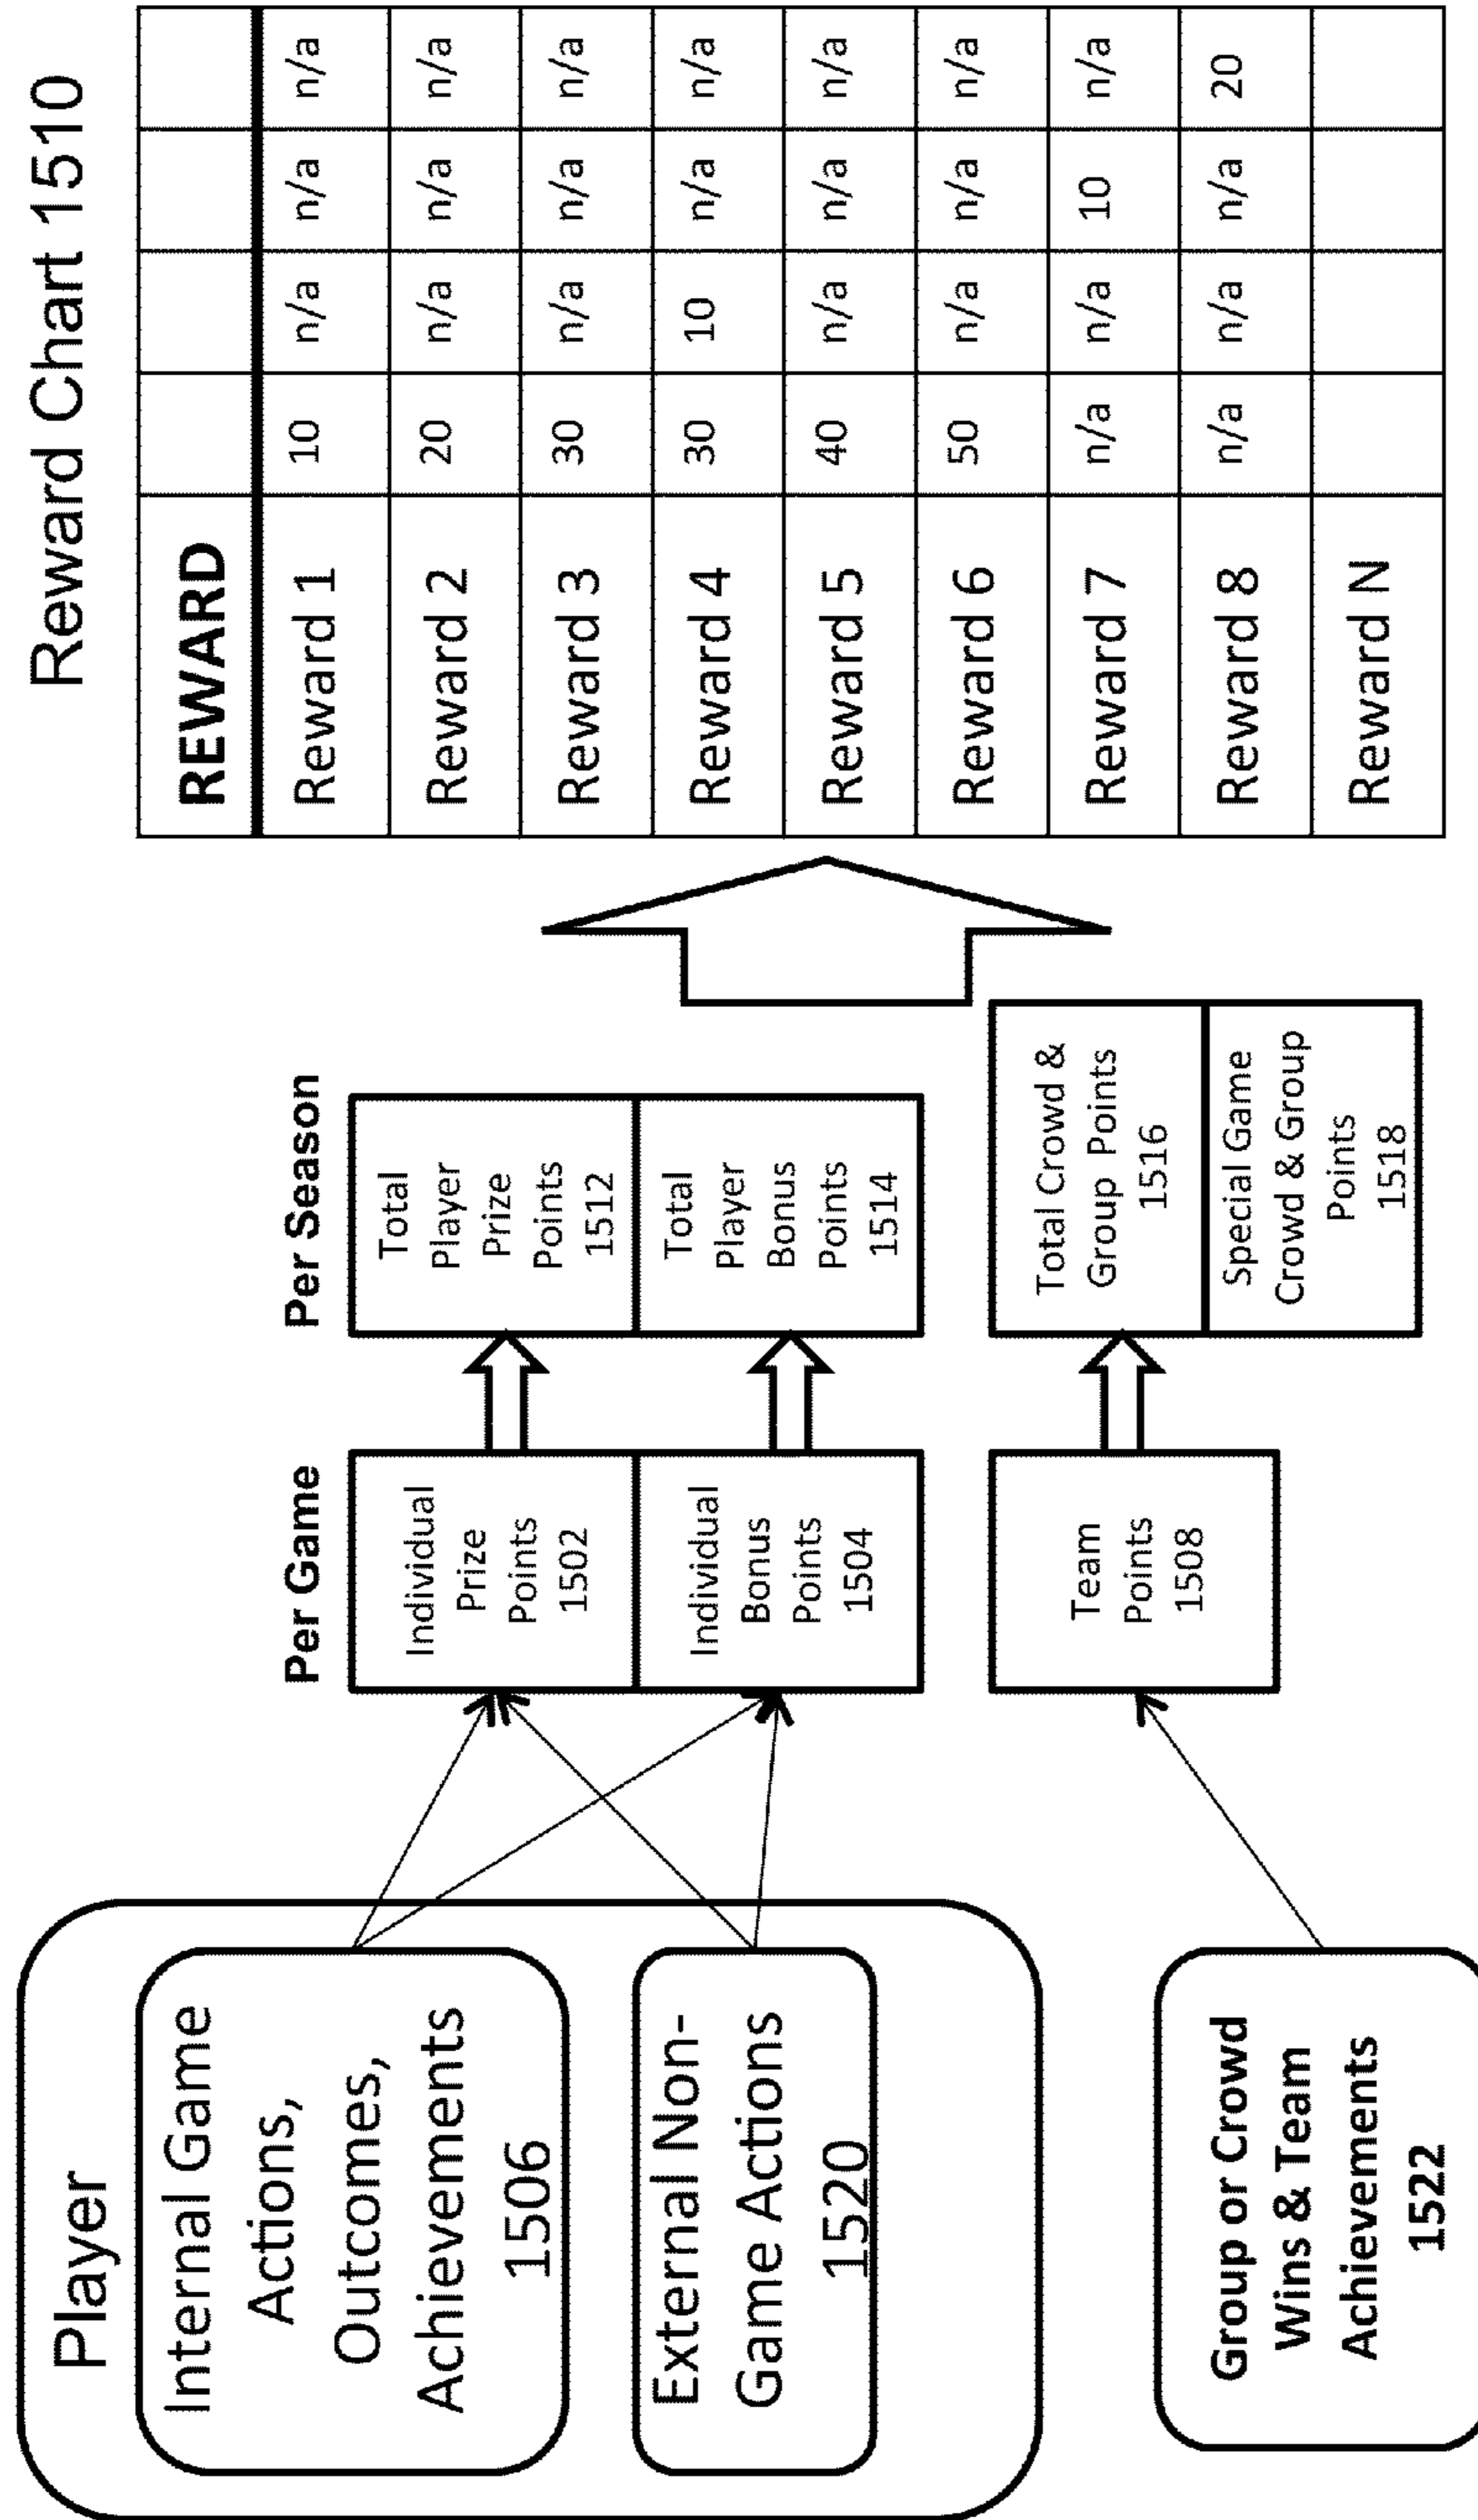 Player
Internal Game
Actions,
Outcomes,
Achievements
1506
External Non-
Game Actions
1520
Group or Crowd
Wins & Team
Achievements
1522
Per Game
Individual
Prize
Points
1502
Individual
Bonus
Points
1504
Team
Points
1508
Per Season
Total
Player
Prize
Points
1512
Total
Player
Bonus
Points
1514
Total Crowd &
Group Points
1516
Special Game
Crowd & Group
Points
1518
Reward Chart 1510
REWARD
Reward 1 10 n/a n/a n/a
Reward 2 20 n/a n/a n/a
Reward 3 30 n/a n/a n/a
Reward 4 30 10 n/a n/a
Reward 5 40 n/a n/a n/a
Reward 6 50 n/a n/a n/a
Reward 7 n/a n/a 10 n/a
Reward 8 n/a n/a n/a 20
Reward N